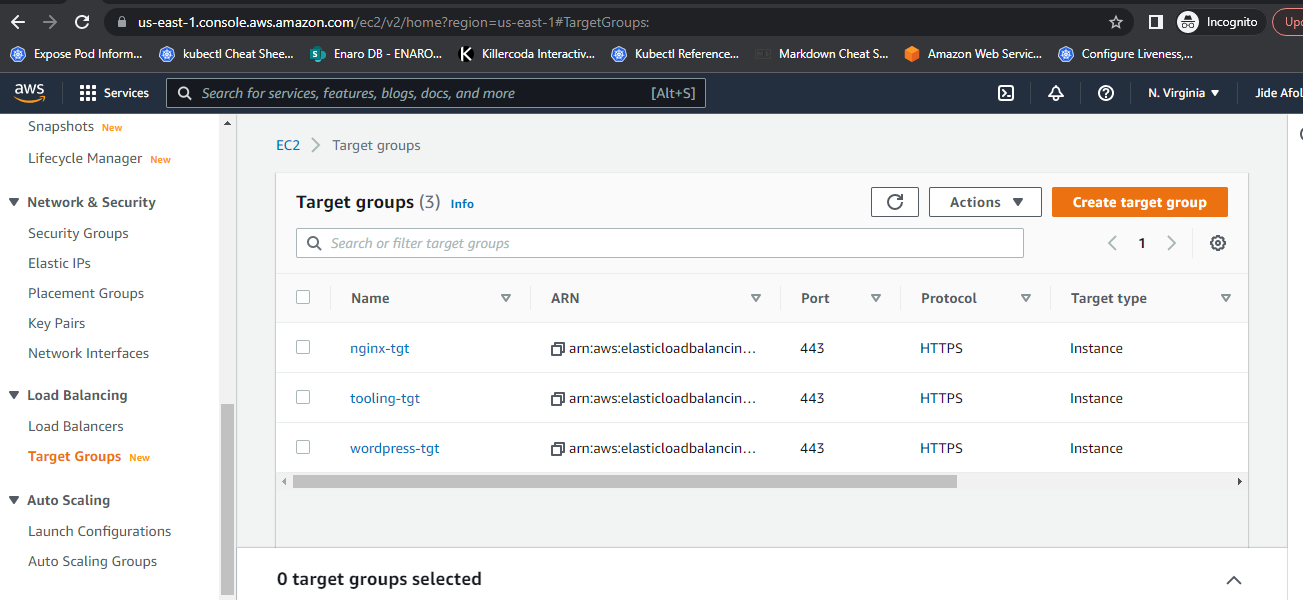 us-east-1.console.aws.amazon.com/ec2/v2/home?region=us-east-1#TargetGroups:
Incognito
Expose Pod Inform...
kubectl Cheat Shee...
Enaro DB - ENARO...
Killercoda Interactiv...
Kubectl Reference...
Markdown Cheat S...
Amazon Web Servic...
Configure Liveness,...
aws
Services
Search for services, features, blogs, docs, and more
[Alt+S]
N. Virginia
Jide
Snapshots New
Lifecycle Manager New
Network & Security
Security Groups
Elastic IPs
Placement Groups
Key Pairs
Network Interfaces
Load Balancing
Load Balancers
Target Groups New
Auto Scaling
Launch Configurations
Auto Scaling Groups
EC2
Target groups
Target groups (3) Info
Actions
Create target group
Search or filter target groups
1
Name ARN Port Protocol Target type
nginx-tgt arn:aws:elasticloadbalancin... 443 HTTPS Instance
tooling-tgt arn:aws:elasticloadbalancin... 443 HTTPS Instance
wordpress-tgt arn:aws:elasticloadbalancin... 443 HTTPS Instance
0 target groups selected